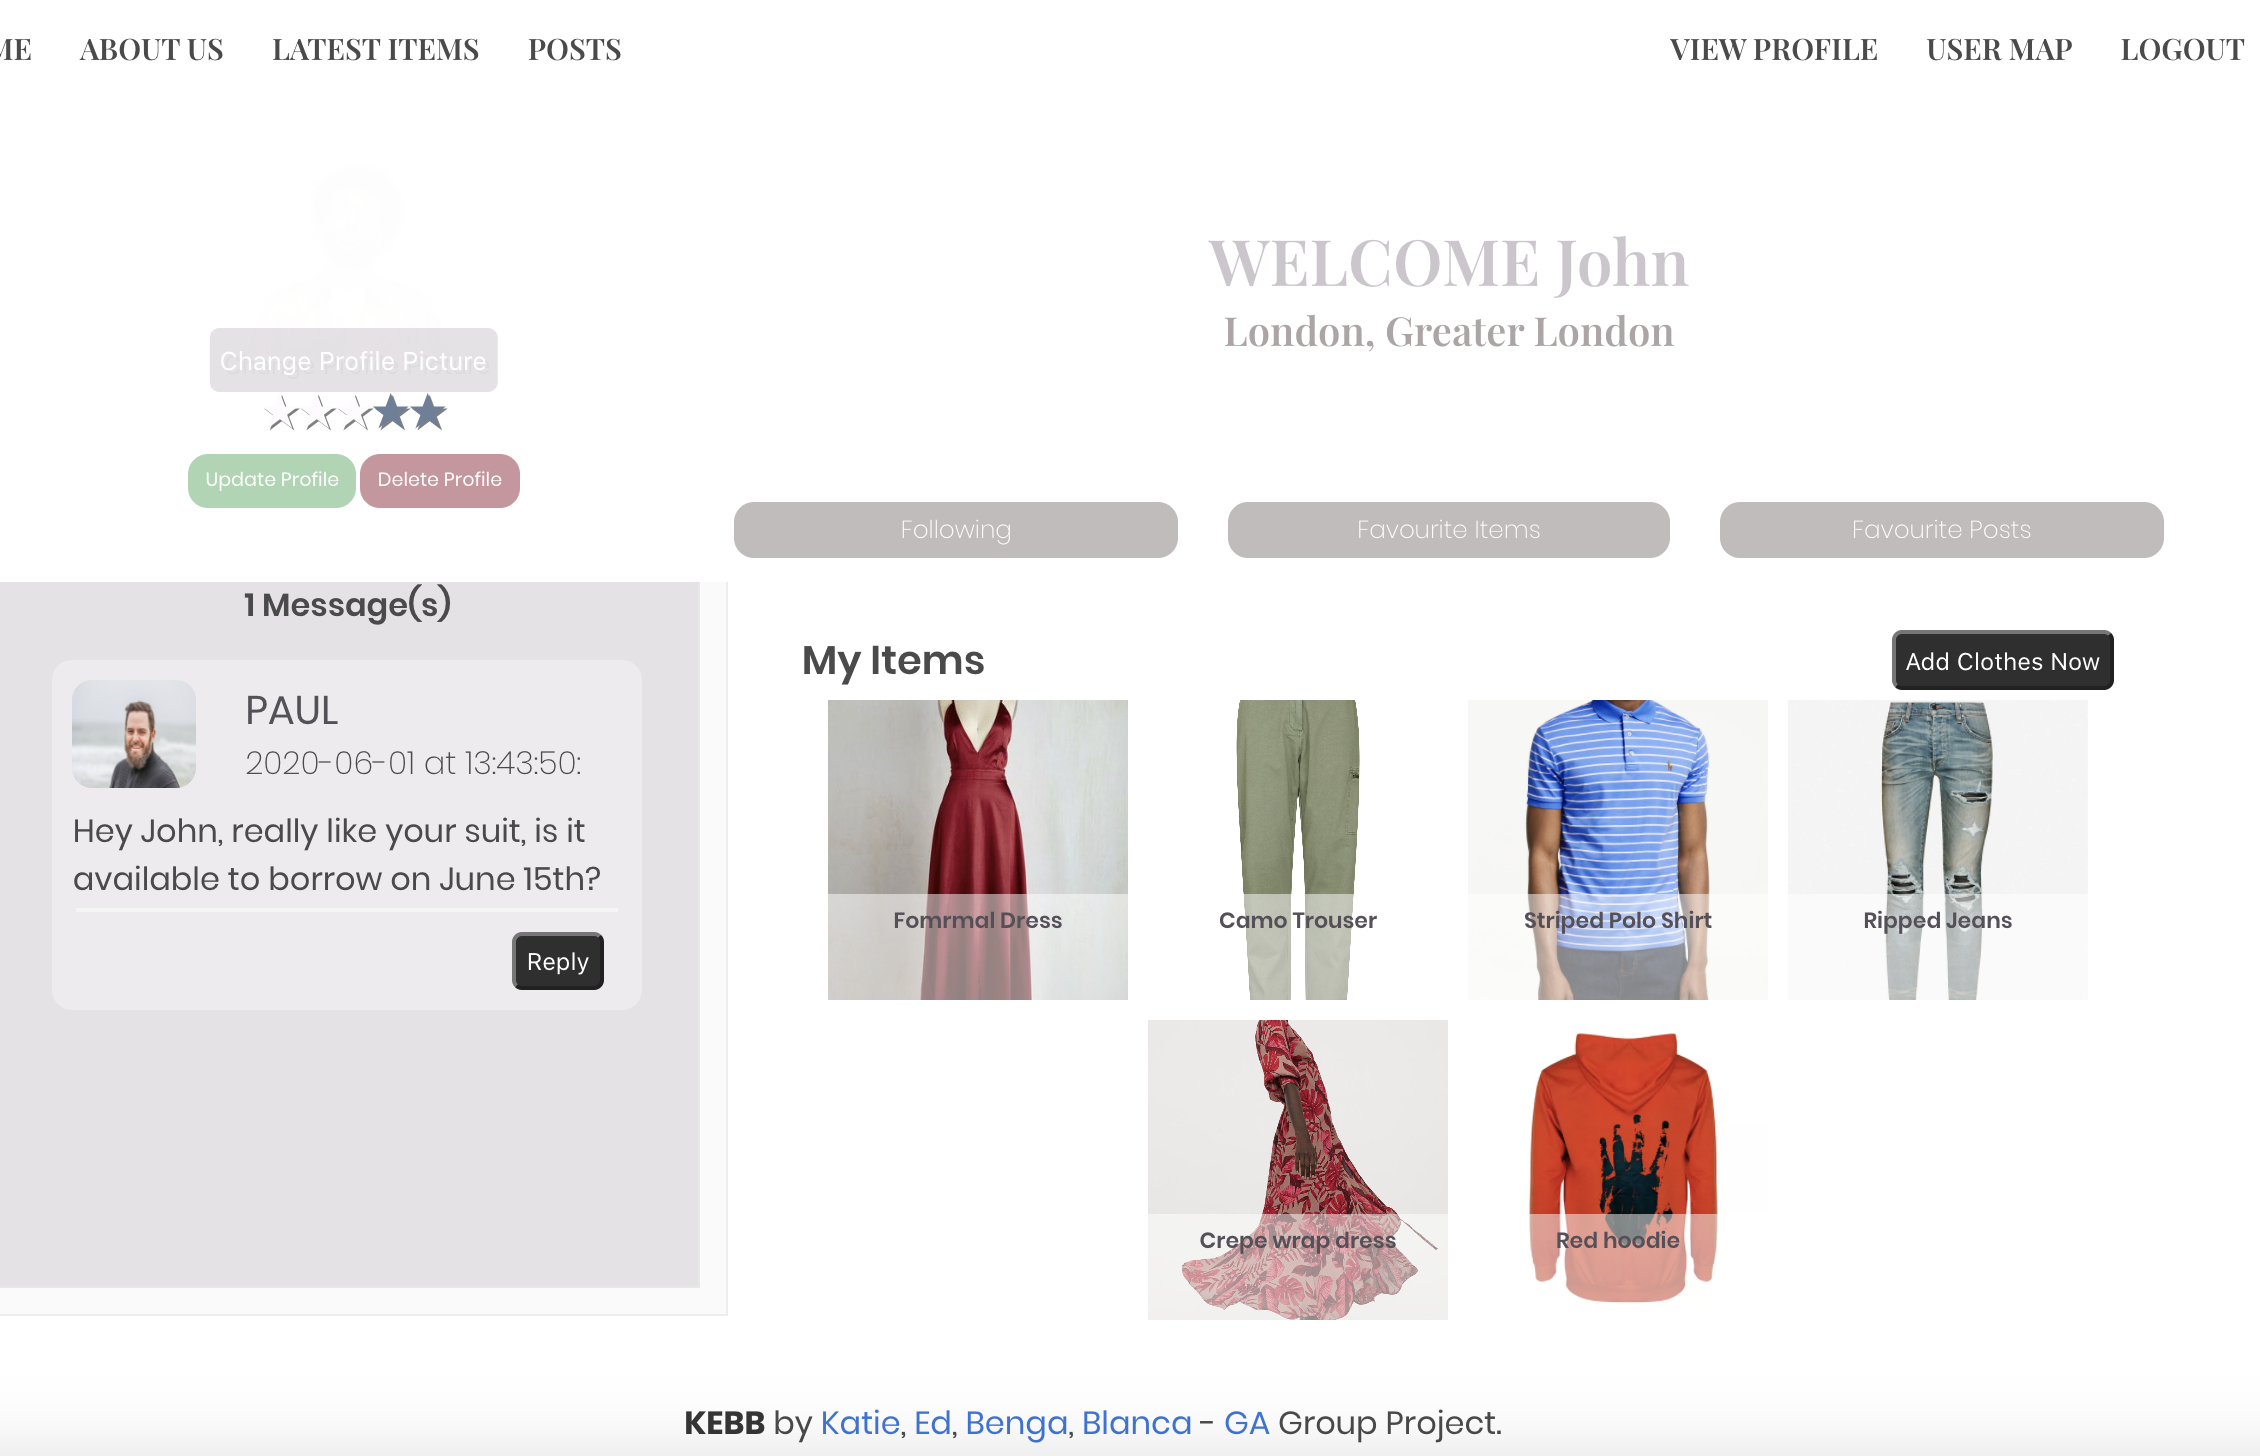 ME ABOUT US LATEST ITEMS POSTS VIEW PROFILE USER MAP LOGOUT
WELCOME John
London, Greater London
Change Profile Picture
Update Profile Delete Profile
Following Favourite Items Favourite Posts
1 Message(s)
PAUL
2020-06-01 at 13:43:50:
Hey John, really like your suit, is it
available to borrow on June 15th?
Reply
My Items
Add Clothes Now
Fomrmal Dress Camo Trouser Striped Polo Shirt Ripped Jeans
Crepe wrap dress Red hoodie
KEBB by Katie, Ed, Benga, Blanca - GA Group Project.